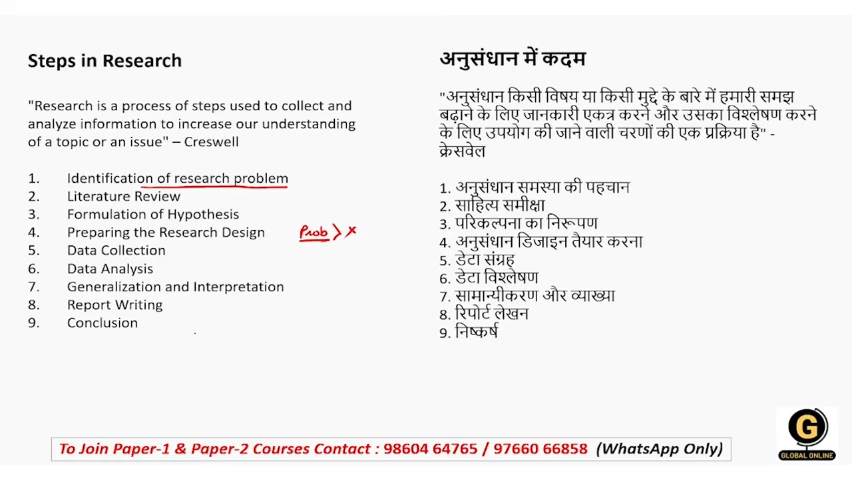 Steps in Research
"Research is a process of steps used to collect and
analyze information to increase our understanding
of a topic or an issue" – Creswell
1. Identification of research problem
2. Literature Review
3. Formulation of Hypothesis
4. Preparing the Research Design
Prob > x
5. Data Collection
6. Data Analysis
7. Generalization and Interpretation
8. Report Writing
9. Conclusion
अनुसंधान में कदम
"अनुसंधान किसी विषय या किसी मुद्दे के बारे में हमारी समझ
बढ़ाने के लिए जानकारी एकत्र करने और उसका विश्लेषण करने
के लिए उपयोग की जाने वाली चरणों की एक प्रक्रिया है" -
क्रेसवेल
1. अनुसंधान समस्या की पहचान
2. साहित्य समीक्षा
3. परिकल्पना का निरूपण
4. अनुसंधान डिजाइन तैयार करना
5. डेटा संग्रह
6. डेटा विश्लेषण
7. सामान्यीकरण और व्याख्या
8. रिपोर्ट लेखन
9. निष्कर्ष
To Join Paper-1 & Paper-2 Courses Contact : 98604 64765 / 97660 66858 (WhatsApp Only)
G
GLOBAL ONLINE